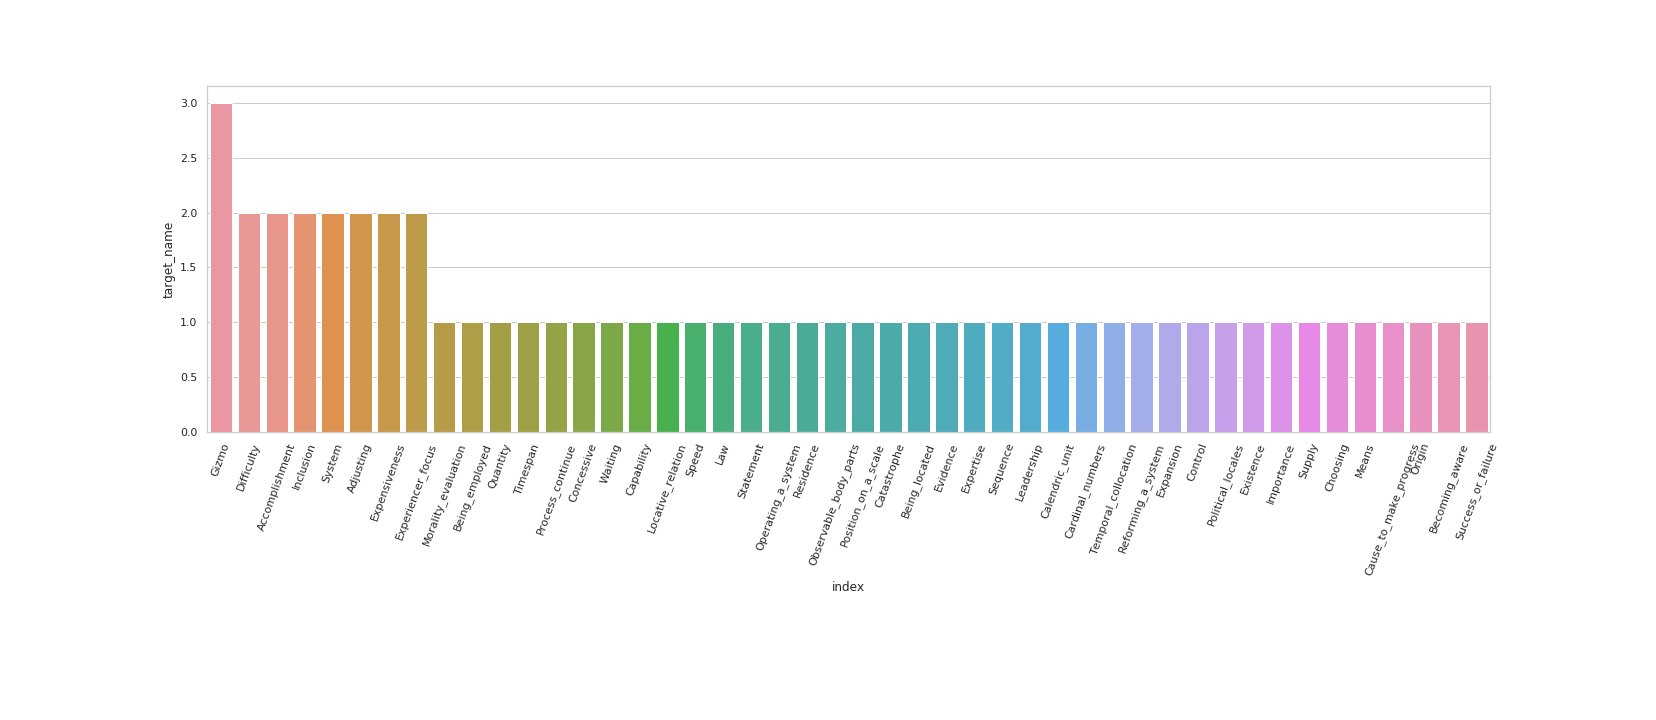 3.0
2.5
2.0
1.5
1.0
0.5
0.0
target_name
Gizmo
Difficulty
Accomplishment
Inclusion
System
Adjusting
Expensiveness
Experiencer_focus
Morality_evaluation
Being_employed
Quantity
Timespan
Process_continue
Concessive
Waiting
Capability
Locative_relation
Speed
Law
Statement
Operating_a_system
Residence
Observable_body_parts
Position_on_a_scale
Catastrophe
Being_located
Evidence
Expertise
Sequence
Leadership
Calendric_unit
Cardinal_numbers
Temporal_collocation
Reforming_a_system
Expansion
Control
Political_locales
Existence
Importance
Supply
Choosing
Means
Cause_to_make_progress
Origin
Becoming_aware
Success_or_failure
index